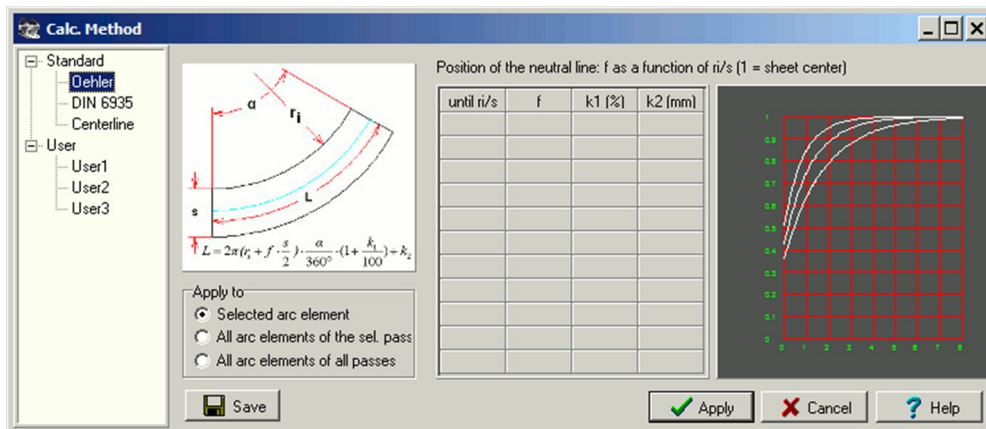 Calc. Method
Standard
Oehler
DIN 6935
Centerline
User
User1
User2
User3
α
ri
s
L
L = 2π(ri + f · s/2) · α/360° · (1 + k1/100) + k2
Apply to
Selected arc element
All arc elements of the sel. pass
All arc elements of all passes
Save
Position of the neutral line: f as a function of ri/s (1 = sheet center)
until ri/s f k1 (%) k2 (mm)
1
0.9
0.8
0.7
0.6
0.5
0.4
0.3
0.2
0.1
0
0 1 2 3 4 5 6 7 8
Apply
Cancel
Help